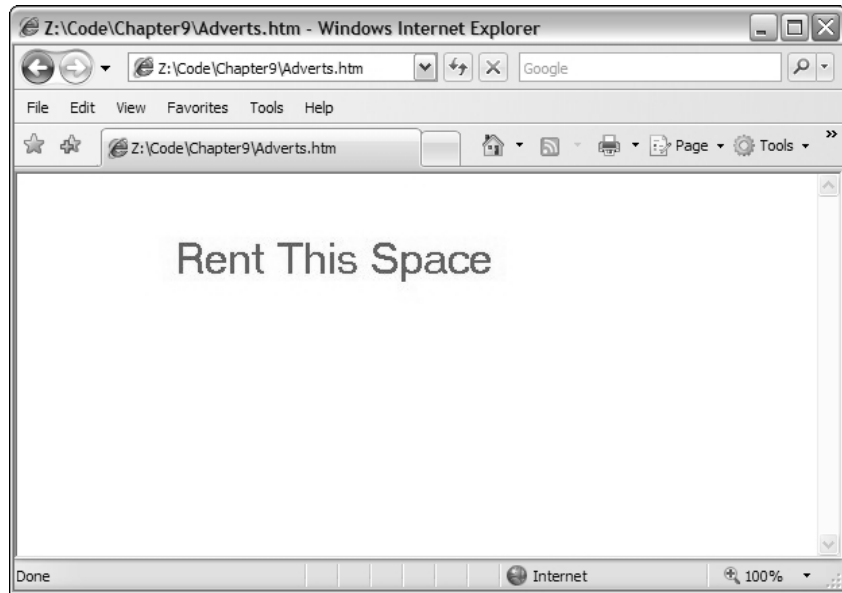 Z:\Code\Chapter9\Adverts.htm - Windows Internet Explorer
Z:\Code\Chapter9\Adverts.htm Google
File Edit View Favorites Tools Help
Z:\Code\Chapter9\Adverts.htm Page Tools »
Rent This Space
Done Internet 100%